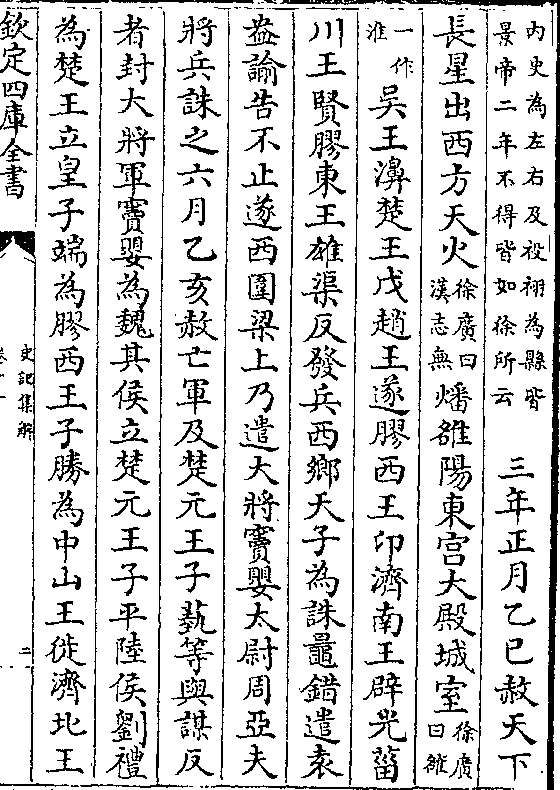 内史為左右及祋祤為縣皆
景帝二年不得皆如徐所云
三年正月乙巳赦天下
長星出西方天火徐廣曰漢志無燔雒陽東宫大殿城室徐廣曰雒
一作淮吴王濞楚王戊趙王遂膠西王卬濟南王辟光菑
川王賢膠東王雄渠反發兵西鄉天子為誅鼂錯遣袁
盎諭告不止遂西圍梁上乃遣大將竇嬰太尉周亞夫
將兵誅之六月乙亥赦亡軍及楚元王子蓺等與謀反
者封大將軍竇嬰為魏其侯立楚元王子平陸侯劉禮
為楚王立皇子端為膠西王子勝為中山王徙濟北王
欽定四庫全書
史記集解
二